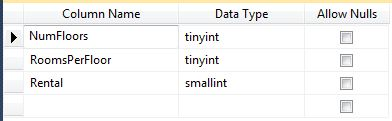 Column Name Data Type Allow Nulls
NumFloors tinyint
RoomsPerFloor tinyint
Rental smallint